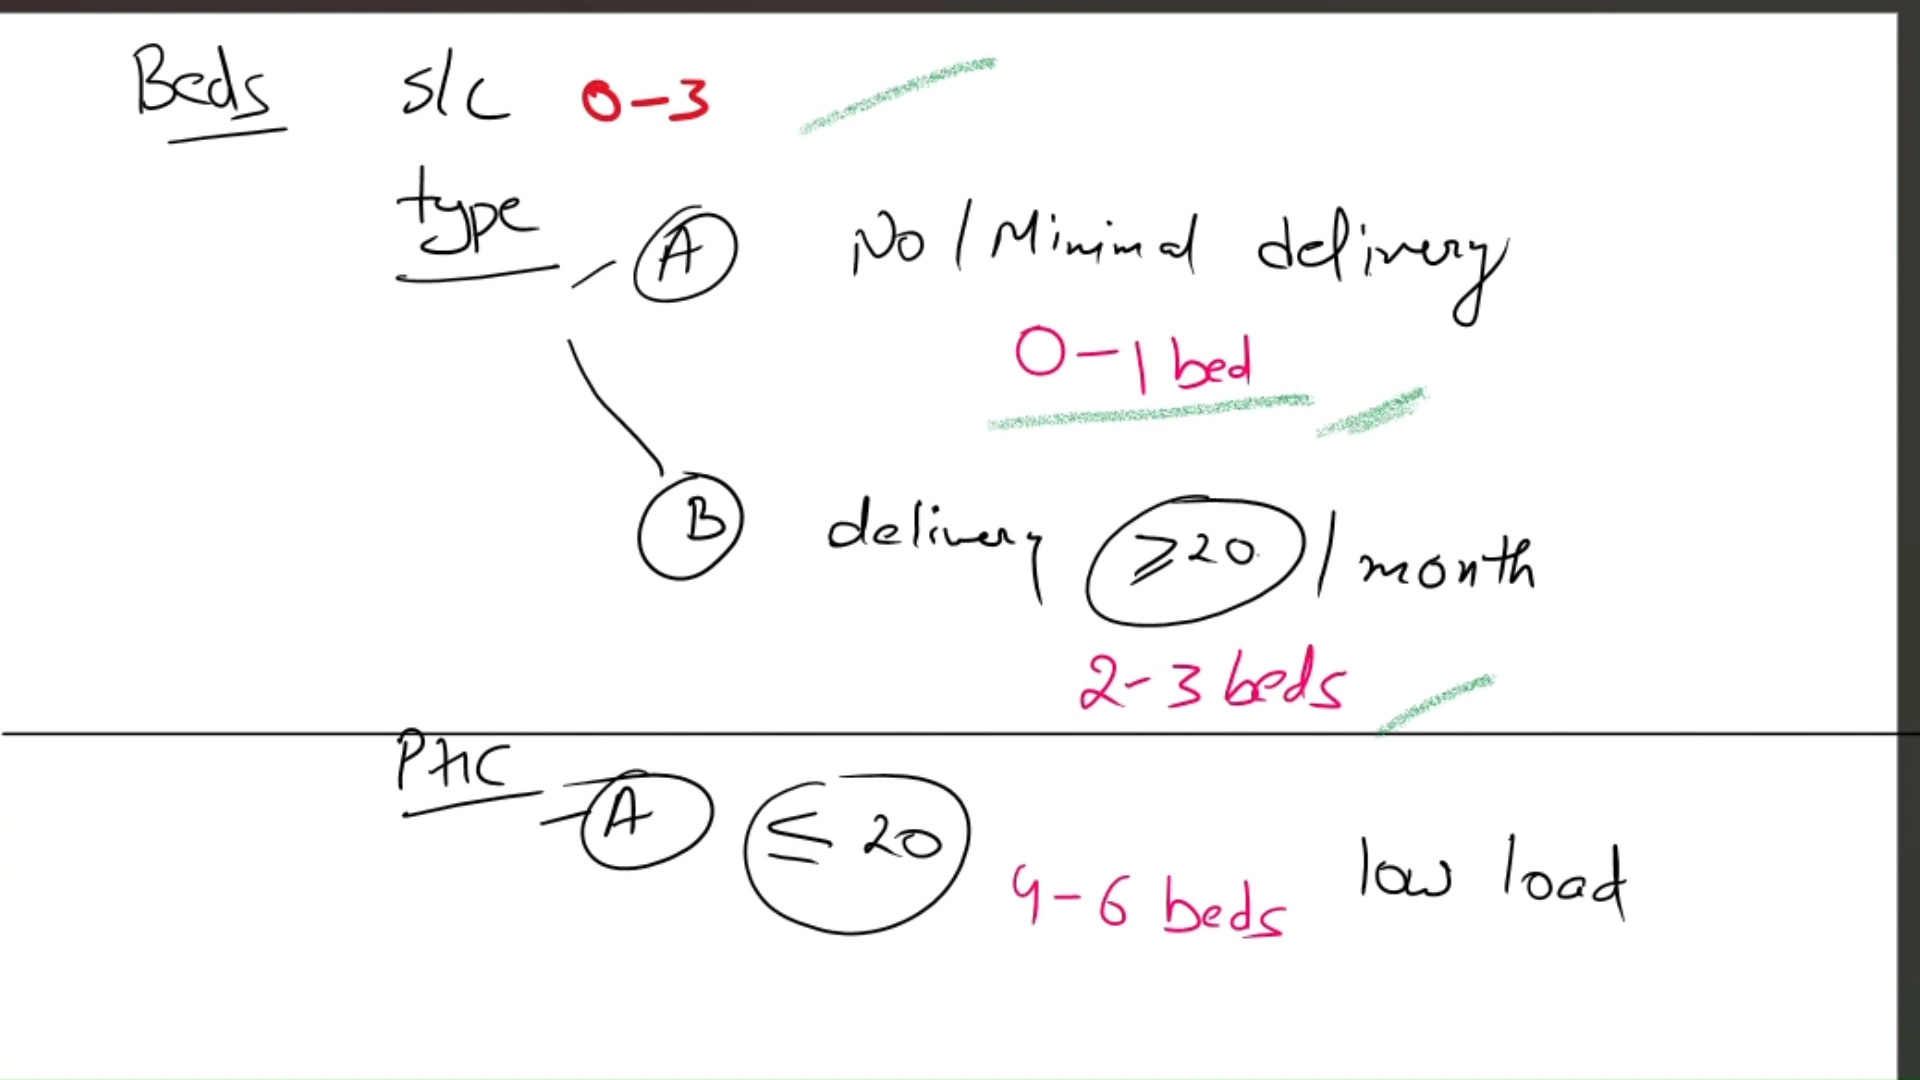 Beds s/c 0-3
type A No / Minimal delivery
0-1 bed
B delivery ≥20 / month
2-3 beds
PHC A ≤ 20
4-6 beds low load